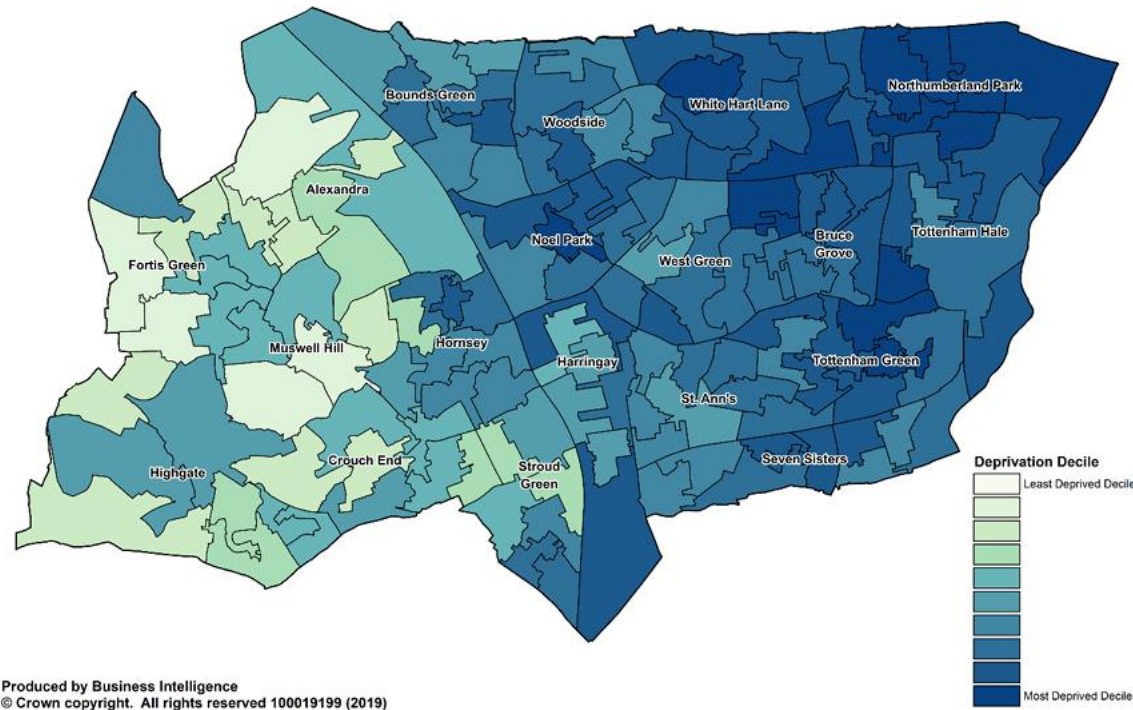 Northumberland Park
Bounds Green
White Hart Lane
Woodside
Alexandra
Tottenham Hale
Bruce
Grove
Noel Park
West Green
Fortis Green
Hornsey
Muswell Hill
Harringay
Tottenham Green
St. Ann's
Crouch End
Seven Sisters
Highgate
Stroud
Green
Deprivation Decile
Least Deprived Decile
Most Deprived Decile
Produced by Business Intelligence
© Crown copyright.  All rights reserved 100019199 (2019)